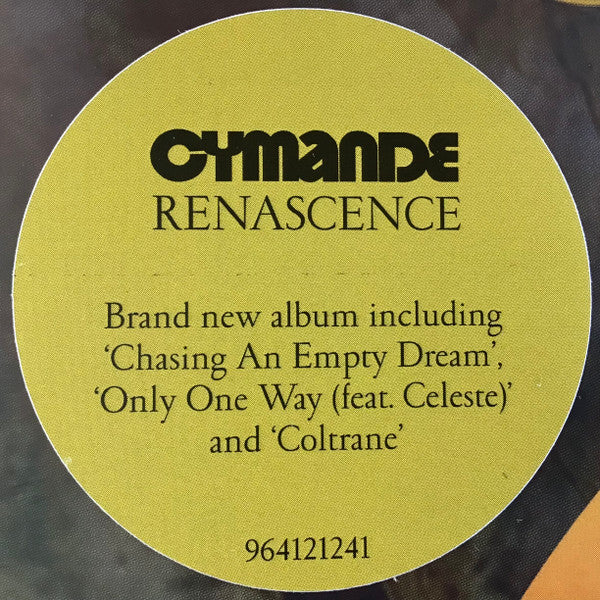 CYMANDE
RENASCENCE
Brand new album including
‘Chasing An Empty Dream’,
‘Only One Way (feat. Celeste)’
and ‘Coltrane’
964121241